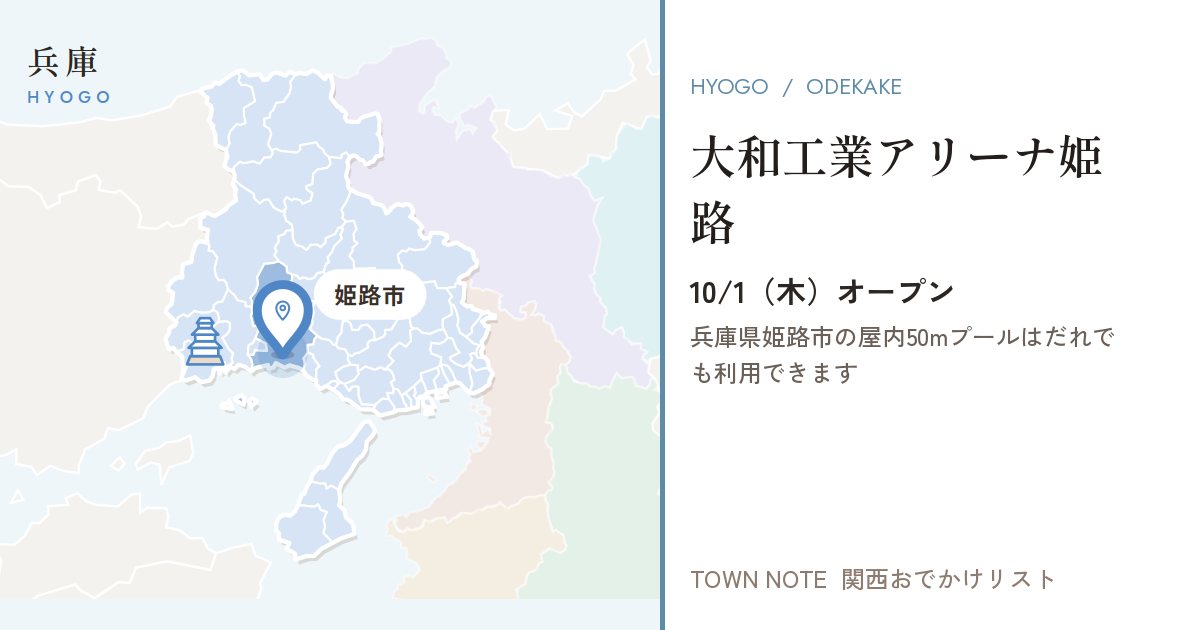 兵庫
HYOGO
姫路市
HYOGO / ODEKAKE
大和工業アリーナ姫
路
10/1（木）オープン
兵庫県姫路市の屋内50mプールはだれで
も利用できます
TOWN NOTE 関西おでかけリスト